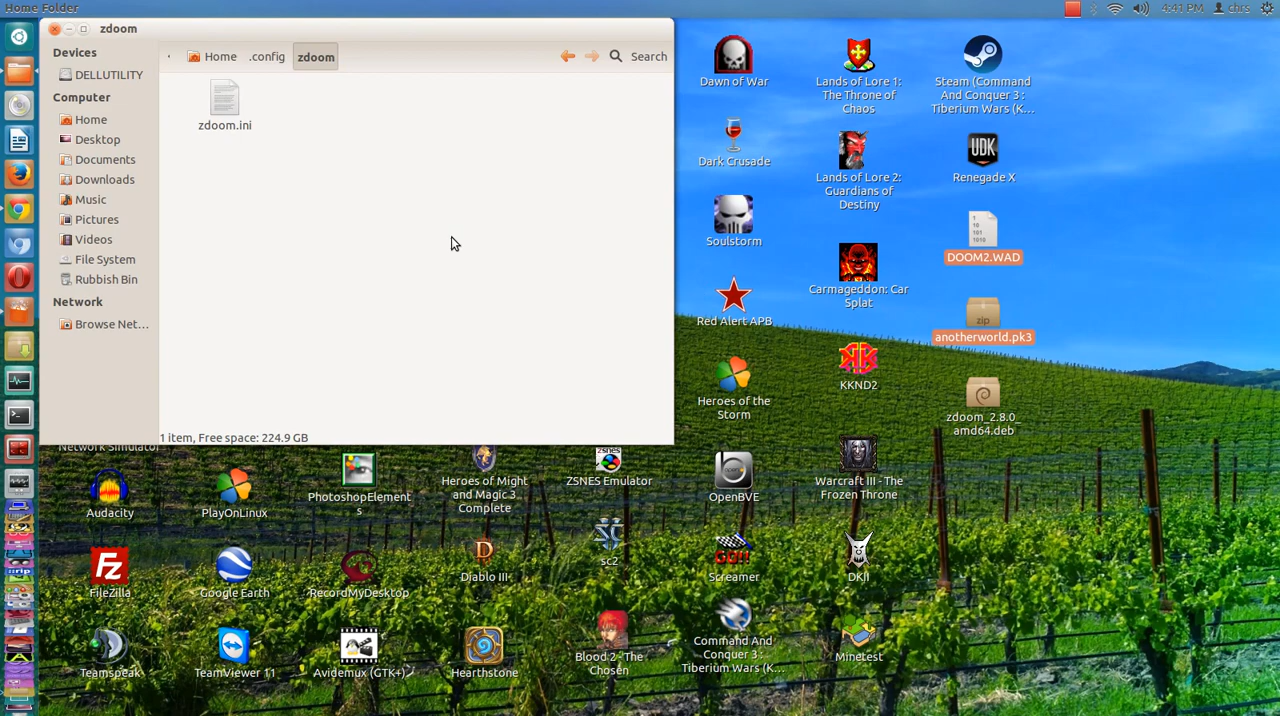 Home Folder
4:41 PM
chrs
zdoom
Devices
DELLUTILITY
Computer
Home
Desktop
Documents
Downloads
Music
Pictures
Videos
File System
Rubbish Bin
Network
Browse Net...
Home
.config
zdoom
Search
zdoom.ini
1 item, Free space: 224.9 GB
Dawn of War
Dark Crusade
Soulstorm
Red Alert APB
Heroes of the
Storm
OpenBVE
Screamer
Command And
Conquer 3 :
Tiberium Wars (K...
Lands of Lore 1:
The Throne of
Chaos
Lands of Lore 2:
Guardians of
Destiny
Carmageddon: Car
Splat
KKND2
Warcraft III - The
Frozen Throne
DKII
Minetest
Steam (Command
And Conquer 3 :
Tiberium Wars (K...
UDK
Renegade X
DOOM2.WAD
zip
anotherworld.pk3
zdoom_2.8.0_
amd64.deb
Network Simulator
Audacity
FileZilla
Teamspeak
PlayOnLinux
Google Earth
TeamViewer 11
PhotoshopElement
s
RecordMyDesktop
Avidemux (GTK+)
Heroes of Might
and Magic 3
Complete
Diablo III
Hearthstone
ZSNES Emulator
sc2
Blood 2- The
Chosen